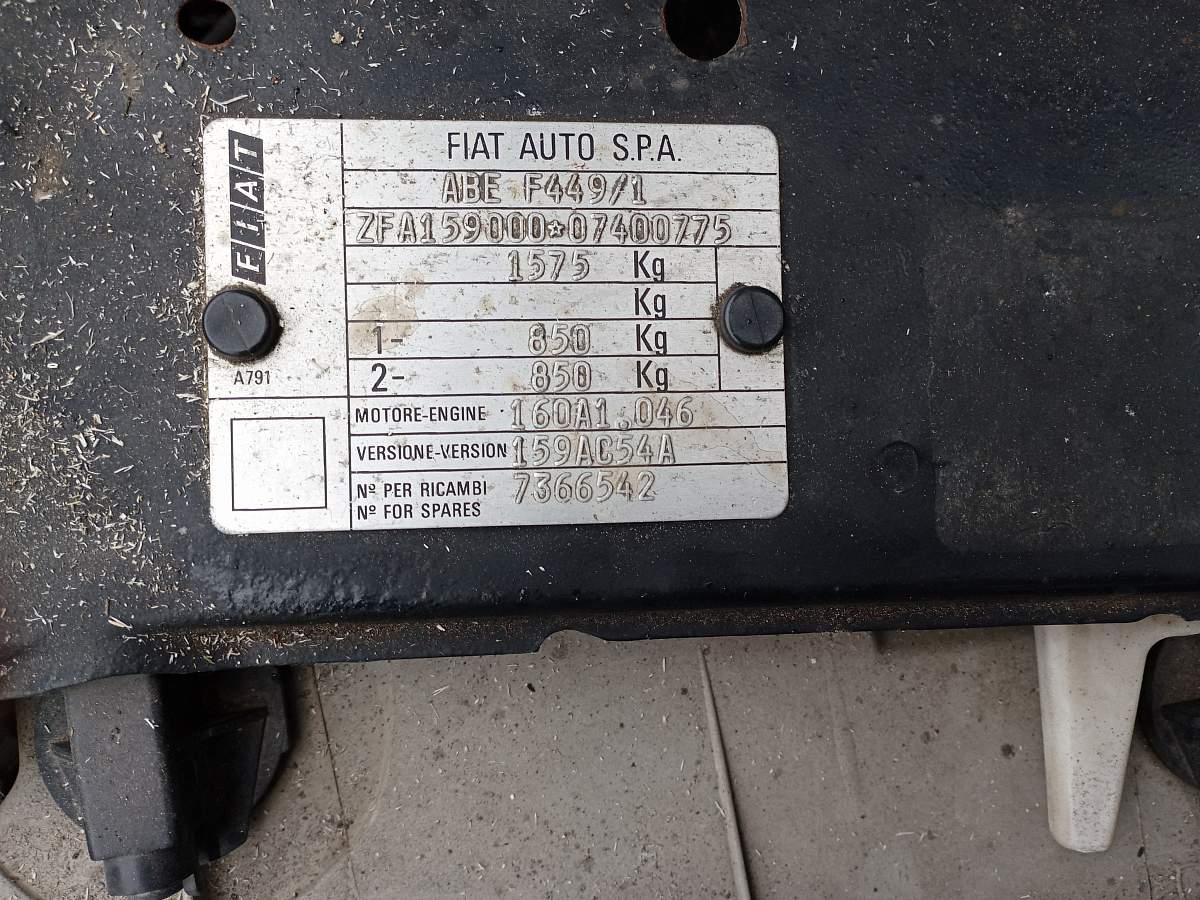 FIAT
FIAT AUTO S.P.A.
ABE F449/1
ZFA159000*07400775
1575 Kg
Kg
1- 850 Kg
2- 850 Kg
A791
MOTORE-ENGINE 160A1.046
VERSIONE-VERSION 159AC54A
Nº PER RICAMBI 7366542
Nº FOR SPARES